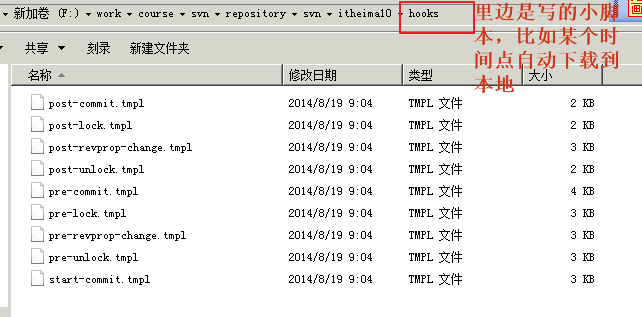 新加卷 (F:) ▾ work ▾ course ▾ svn ▾ repository ▾ svn ▾ itheima10 ▾ hooks
里边是写的小脚
本，比如某个时
间点自动下载到
本地
画
共享 刻录 新建文件夹
名称 修改日期 类型 大小
post-commit.tmpl 2014/8/19 9:04 TMPL 文件 2 KB
post-lock.tmpl 2014/8/19 9:04 TMPL 文件 2 KB
post-revprop-change.tmpl 2014/8/19 9:04 TMPL 文件 3 KB
post-unlock.tmpl 2014/8/19 9:04 TMPL 文件 2 KB
pre-commit.tmpl 2014/8/19 9:04 TMPL 文件 4 KB
pre-lock.tmpl 2014/8/19 9:04 TMPL 文件 3 KB
pre-revprop-change.tmpl 2014/8/19 9:04 TMPL 文件 3 KB
pre-unlock.tmpl 2014/8/19 9:04 TMPL 文件 3 KB
start-commit.tmpl 2014/8/19 9:04 TMPL 文件 3 KB